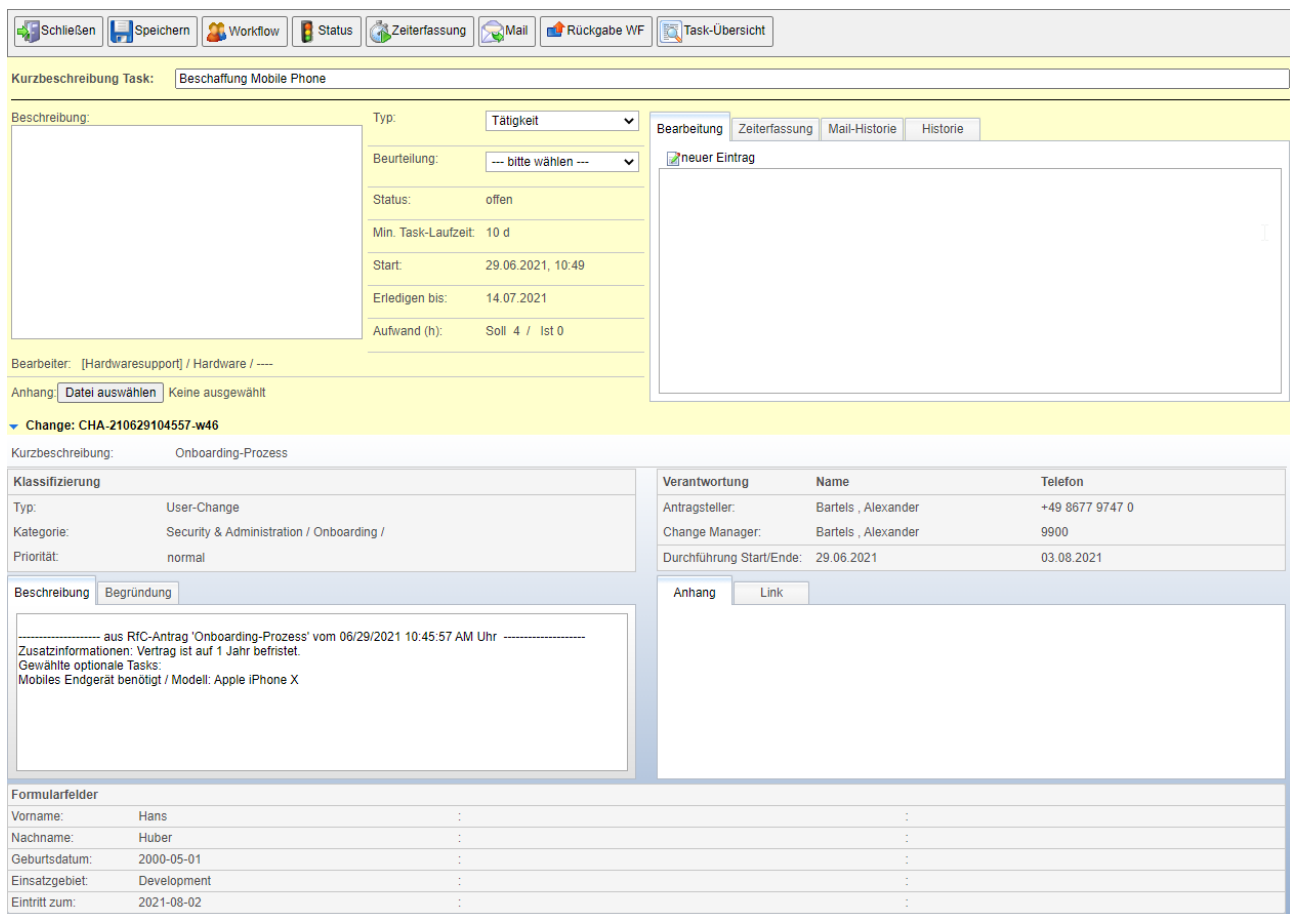 Schließen Speichern Workflow Status Zeiterfassung Mail Rückgabe WF Task-Übersicht
Kurzbeschreibung Task: Beschaffung Mobile Phone
Beschreibung:
Typ: Tätigkeit
Beurteilung: --- bitte wählen ---
Status: offen
Min. Task-Laufzeit: 10 d
Start: 29.06.2021, 10:49
Erledigen bis: 14.07.2021
Aufwand (h): Soll 4 / Ist 0
Bearbeitung Zeiterfassung Mail-Historie Historie
neuer Eintrag
Bearbeiter: [Hardwaresupport] / Hardware / ----
Anhang: Datei auswählen Keine ausgewählt
Change: CHA-210629104557-w46
Kurzbeschreibung: Onboarding-Prozess
Klassifizierung
Typ: User-Change
Kategorie: Security & Administration / Onboarding /
Priorität: normal
Verantwortung Name Telefon
Antragsteller: Bartels , Alexander +49 8677 9747 0
Change Manager: Bartels , Alexander 9900
Durchführung Start/Ende: 29.06.2021 03.08.2021
Beschreibung Begründung
-------------------- aus RfC-Antrag 'Onboarding-Prozess' vom 06/29/2021 10:45:57 AM Uhr --------------------
Zusatzinformationen: Vertrag ist auf 1 Jahr befristet.
Gewählte optionale Tasks:
Mobiles Endgerät benötigt / Modell: Apple iPhone X
Anhang Link
Formularfelder
Vorname: Hans : :
Nachname: Huber : :
Geburtsdatum: 2000-05-01 : :
Einsatzgebiet: Development : :
Eintritt zum: 2021-08-02 : :